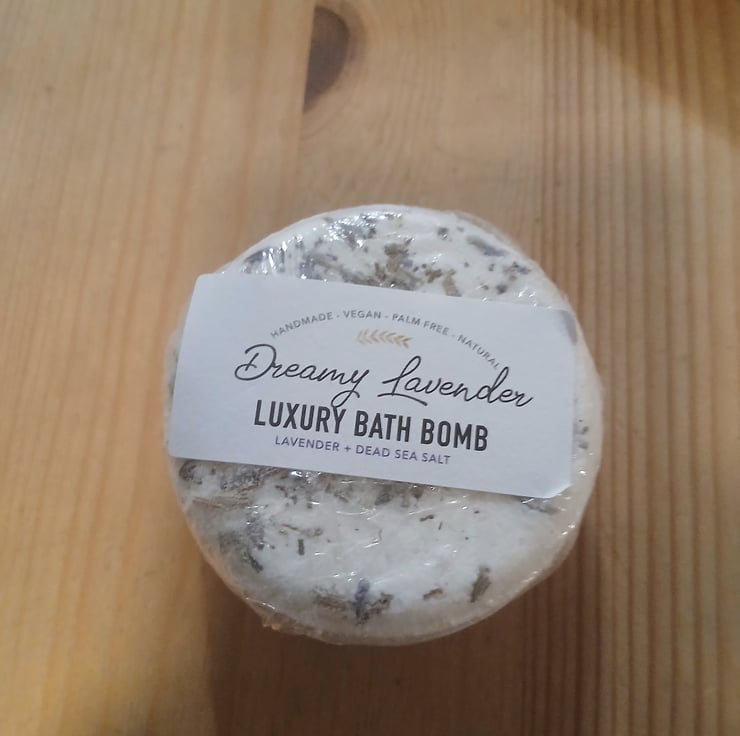 HANDMADE - VEGAN - PALM FREE - NATURAL
Dreamy Lavender
LUXURY BATH BOMB
LAVENDER + DEAD SEA SALT